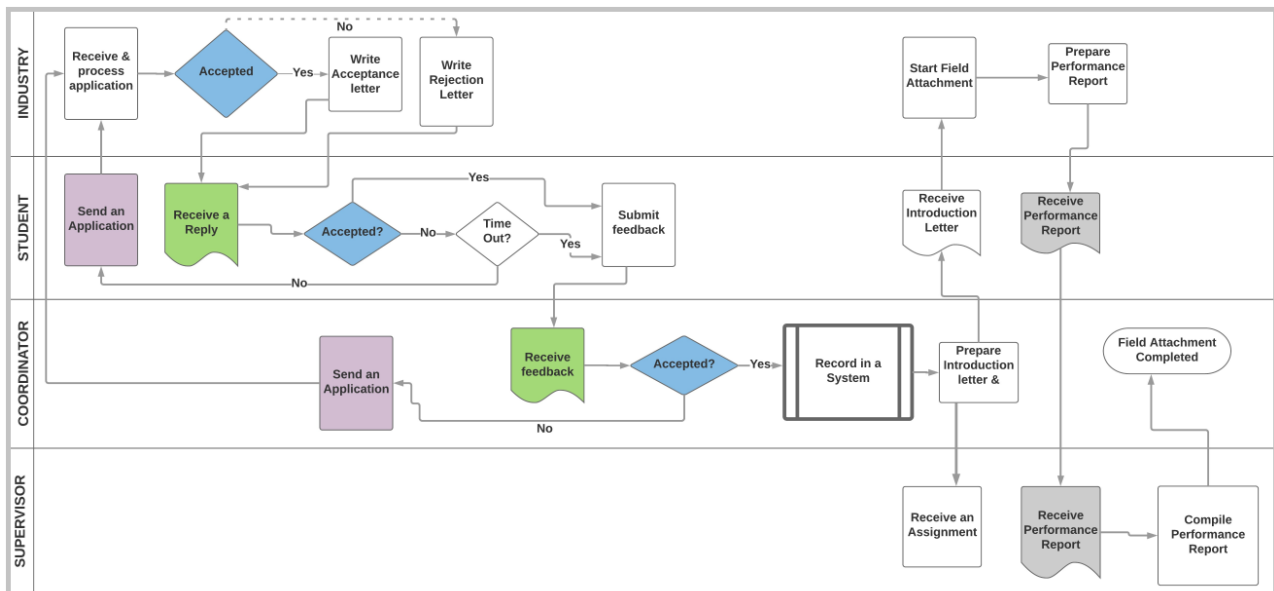 INDUSTRY
Receive &
process
application
Accepted
No
Yes
Write
Acceptance
letter
Write
Rejection
Letter
Start Field
Attachment
Prepare
Performance
Report
STUDENT
Send an
Application
Receive a
Reply
Accepted?
Yes
No
Time
Out?
Yes
No
Submit
feedback
Receive
Introduction
Letter
Receive
Performance
Report
COORDINATOR
Send an
Application
Receive
feedback
Accepted?
Yes
No
Record in a
System
Prepare
Introduction
letter &
Field Attachment
Completed
SUPERVISOR
Receive an
Assignment
Receive
Performance
Report
Compile
Performance
Report